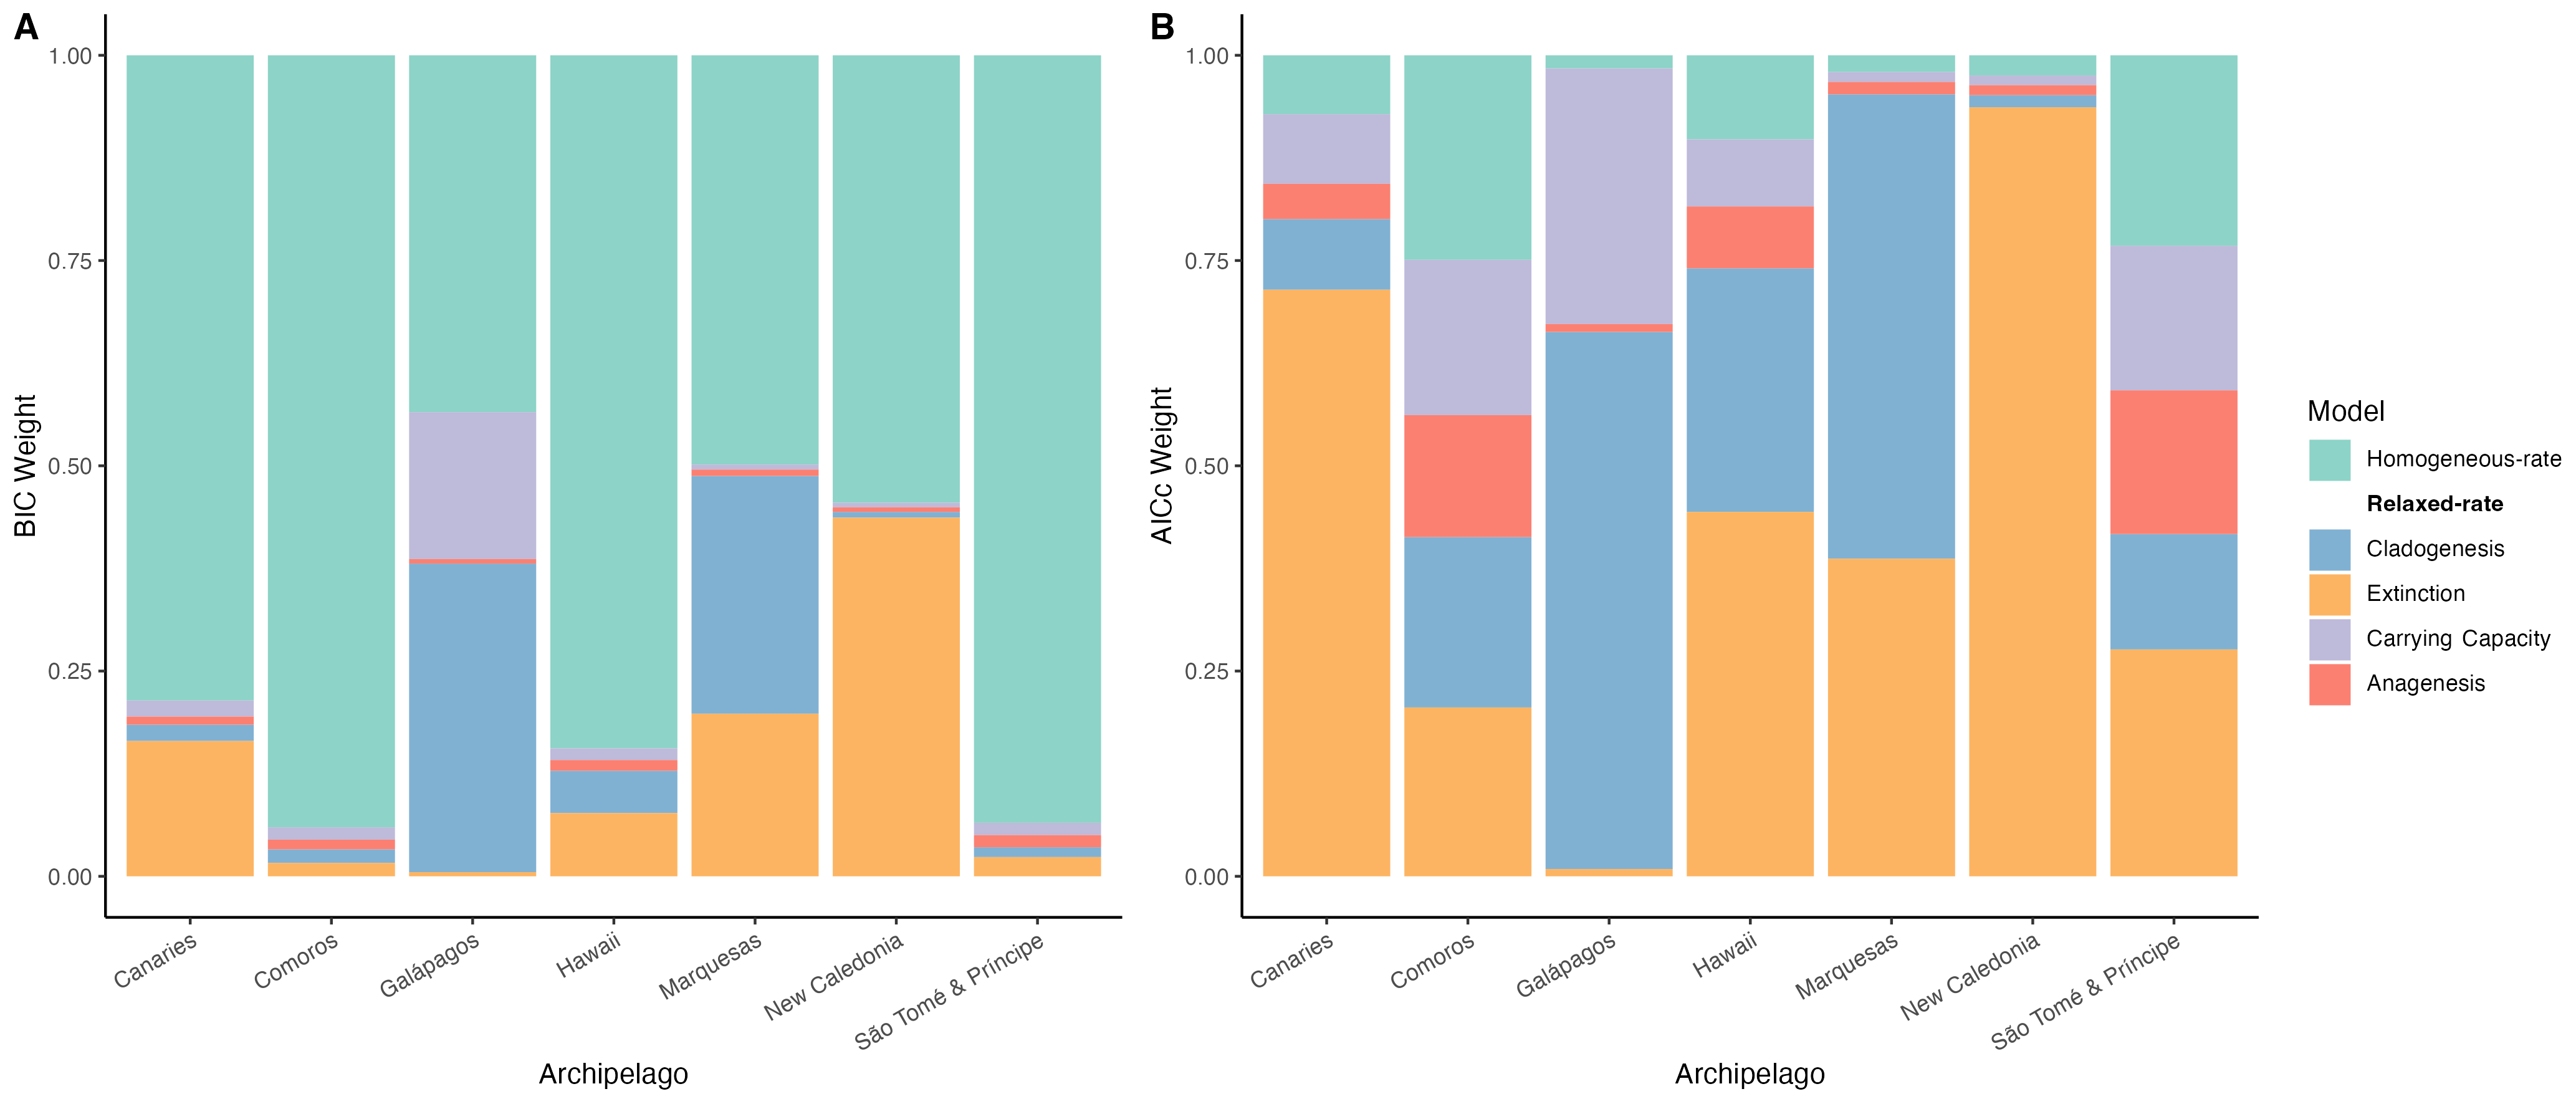 A
BIC Weight
1.00
0.75
0.50
0.25
0.00
Canaries
Comoros
Galápagos
Hawaii
Marquesas
New Caledonia
São Tomé & Príncipe
Archipelago
B
AICc Weight
1.00
0.75
0.50
0.25
0.00
Canaries
Comoros
Galápagos
Hawaii
Marquesas
New Caledonia
São Tomé & Príncipe
Archipelago
Model
Homogeneous-rate
Relaxed-rate
Cladogenesis
Extinction
Carrying Capacity
Anagenesis